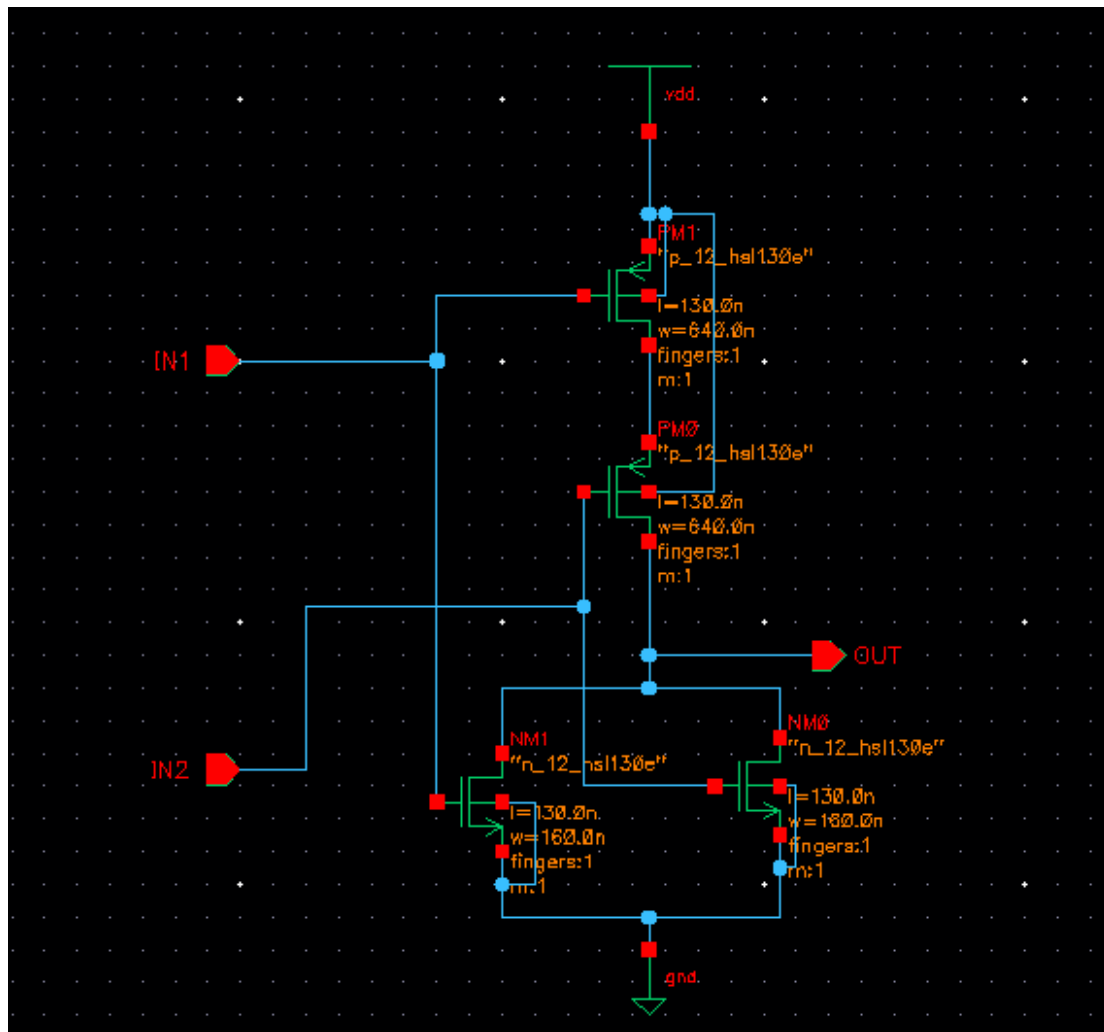 vdd
PM1
"p_12_hsl130e"
l=130.0n
w=640.0n
fingers:1
m:1
IN1
PM0
"p_12_hsl130e"
l=130.0n
w=640.0n
fingers:1
m:1
OUT
NM1
"n_12_hsl130e"
l=130.0n
w=160.0n
fingers:1
m:1
NM0
"n_12_hsl130e"
l=130.0n
w=160.0n
fingers:1
m:1
IN2
gnd